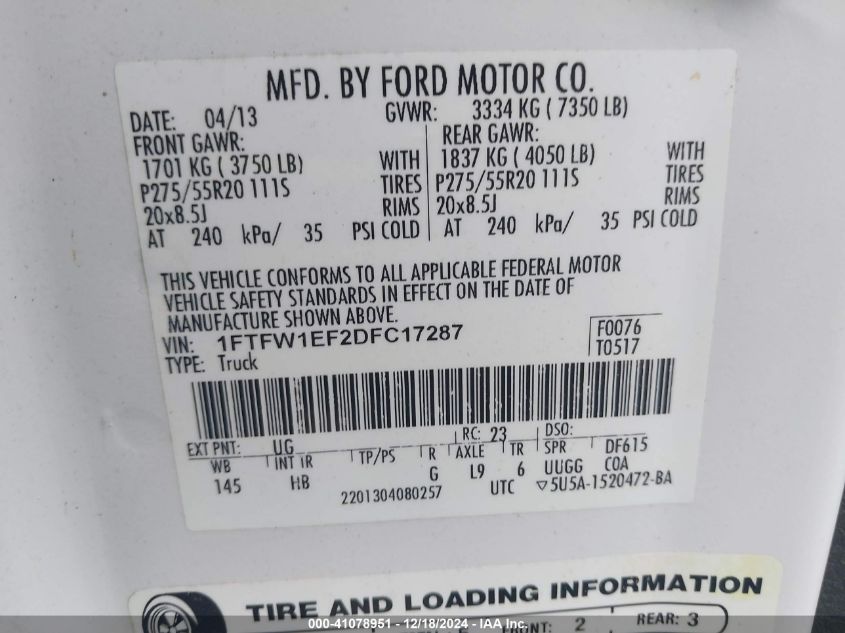 MFD. BY FORD MOTOR CO.
DATE: 04/13 GVWR: 3334 KG ( 7350 LB)
FRONT GAWR: REAR GAWR:
1701 KG ( 3750 LB) WITH 1837 KG ( 4050 LB) WITH
P275/55R20 111S TIRES P275/55R20 111S TIRES
20x8.5J RIMS 20x8.5J RIMS
AT 240 kPa/ 35 PSI COLD AT 240 kPa/ 35 PSI COLD
THIS VEHICLE CONFORMS TO ALL APPLICABLE FEDERAL MOTOR
VEHICLE SAFETY STANDARDS IN EFFECT ON THE DATE OF
MANUFACTURE SHOWN ABOVE.
VIN: 1FTFW1EF2DFC17287 F0076
TYPE: Truck T0517
EXT PNT: UG RC: 23 DSO:
WB INT TR TP/PS R AXLE TR SPR DF615
145 HB G L9 6 UUGG COA
2201304080257 UTC ▽5U5A-1520472-BA
TIRE AND LOADING INFORMATION
FRONT: 2 REAR: 3
000-41078951 - 12/18/2024 - IAA Inc.